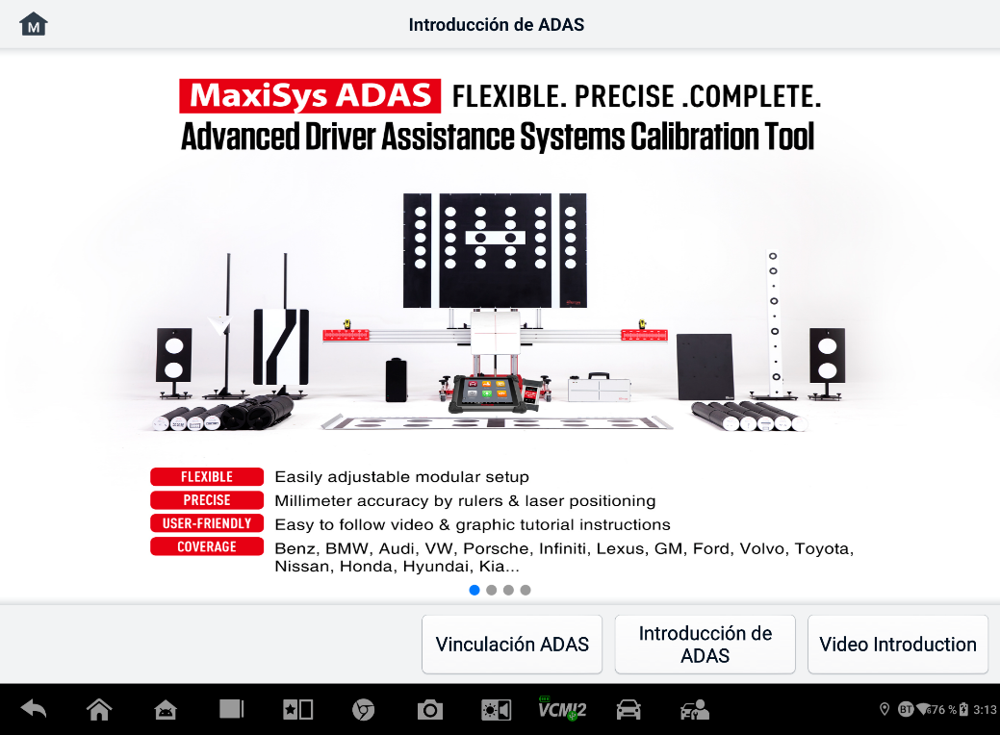 M
Introducción de ADAS
MaxiSys ADAS FLEXIBLE. PRECISE .COMPLETE.
Advanced Driver Assistance Systems Calibration Tool
FLEXIBLE Easily adjustable modular setup
PRECISE Millimeter accuracy by rulers & laser positioning
USER-FRIENDLY Easy to follow video & graphic tutorial instructions
COVERAGE Benz, BMW, Audi, VW, Porsche, Infiniti, Lexus, GM, Ford, Volvo, Toyota,
Nissan, Honda, Hyundai, Kia...
Vinculación ADAS
Introducción de
ADAS
Video Introduction
VCMI2
BT
76 %
3:13